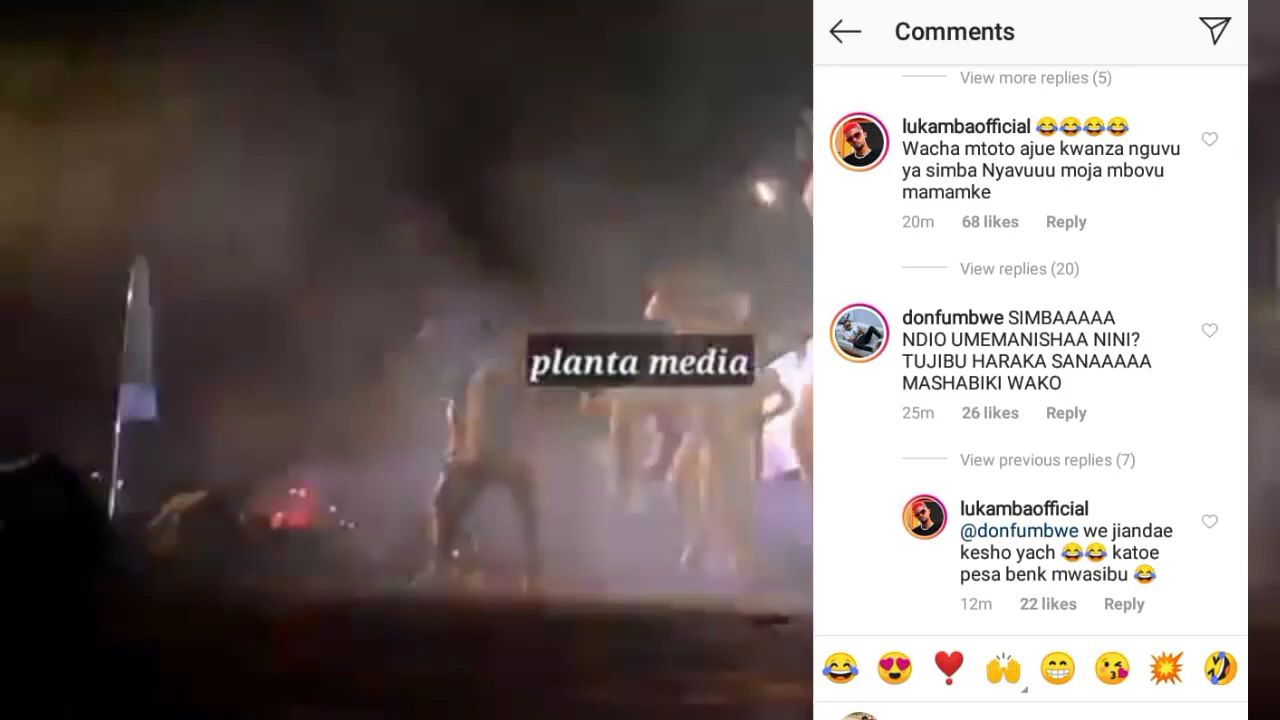 planta media
Comments
View more replies (5)
lukambaofficial 😂😂😂😂
Wacha mtoto ajue kwanza nguvu
ya simba Nyavuuu moja mbovu
mamamke
20m 68 likes Reply
View replies (20)
donfumbwe SIMBAAAAA
NDIO UMEMANISHAA NINI?
TUJIBU HARAKA SANAAAAA
MASHABIKI WAKO
25m 26 likes Reply
View previous replies (7)
lukambaofficial
@donfumbwe we jiandae
kesho yach 😂😂 katoe
pesa benk mwasibu 😂
12m 22 likes Reply